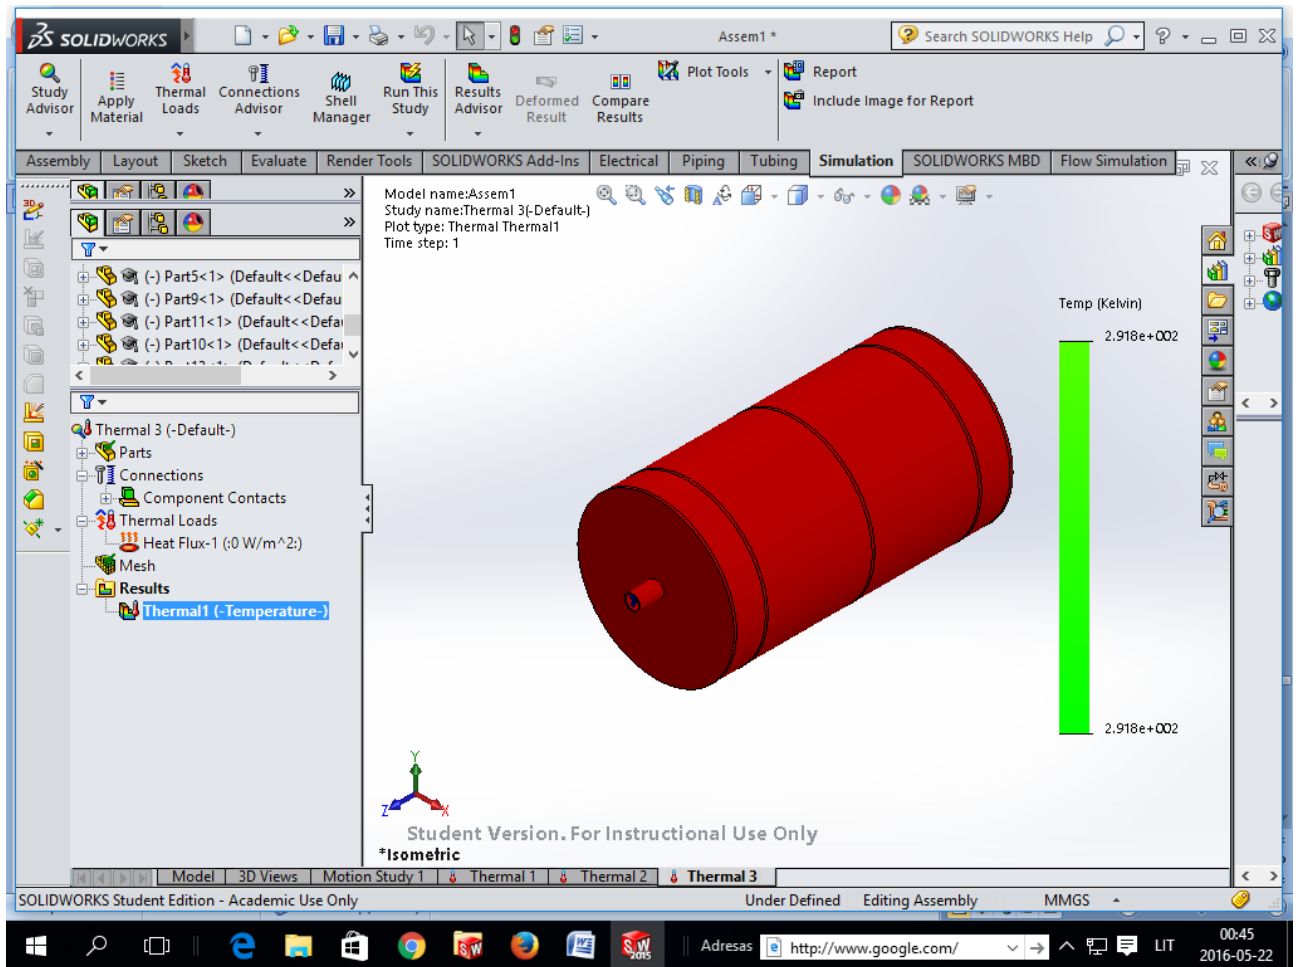 SOLIDWORKS
Assem1 *
Search SOLIDWORKS Help
Study Advisor
Apply Material
Thermal Loads
Connections Advisor
Shell Manager
Run This Study
Results Advisor
Deformed Result
Compare Results
Plot Tools
Report
Include Image for Report
Assembly
Layout
Sketch
Evaluate
Render Tools
SOLIDWORKS Add-Ins
Electrical
Piping
Tubing
Simulation
SOLIDWORKS MBD
Flow Simulation
Model name:Assem1
Study name:Thermal 3(-Default-)
Plot type: Thermal Thermal1
Time step: 1
(-) Part5<1> (Default<<Defau
(-) Part9<1> (Default<<Defau
(-) Part11<1> (Default<<Defa
(-) Part10<1> (Default<<Defa
Thermal 3 (-Default-)
Parts
Connections
Component Contacts
Thermal Loads
Heat Flux-1 (:0 W/m^2:)
Mesh
Results
Thermal1 (-Temperature-)
Temp (Kelvin)
2.918e+002
2.918e+002
Y
Z
X
Student Version. For Instructional Use Only
*Isometric
Model
3D Views
Motion Study 1
Thermal 1
Thermal 2
Thermal 3
SOLIDWORKS Student Edition - Academic Use Only
Under Defined
Editing Assembly
MMGS
Adresas
http://www.google.com/
LIT
00:45
2016-05-22